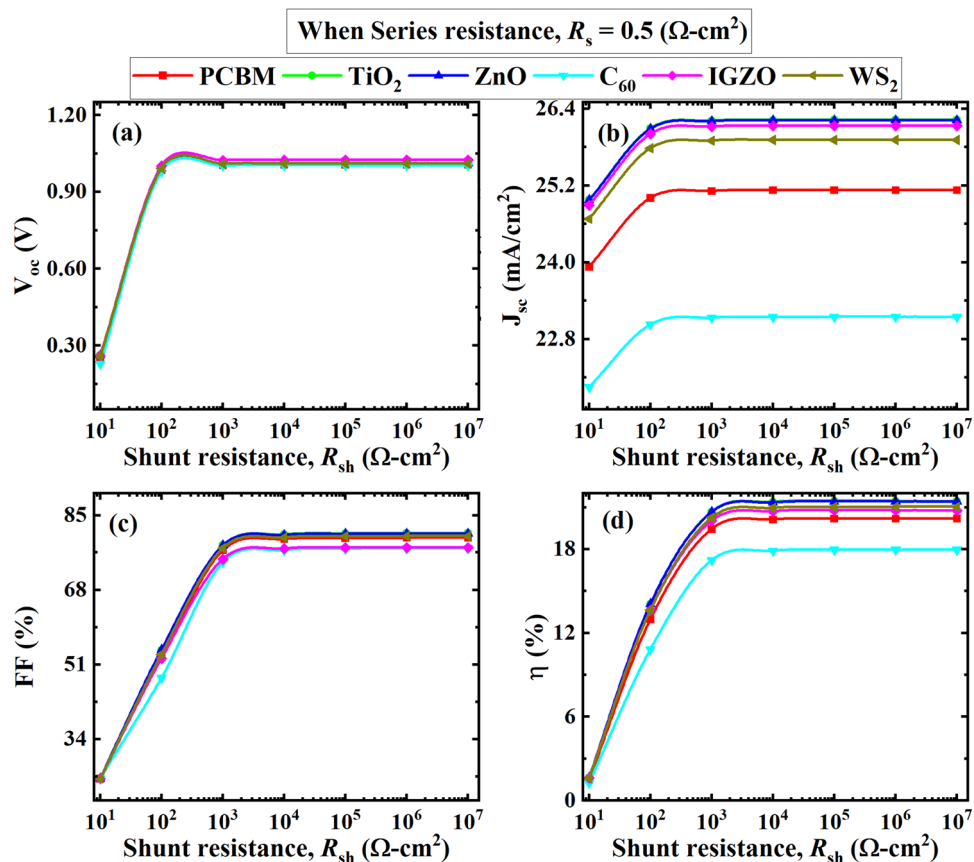 When Series resistance, Rs = 0.5 (Ω-cm²)
PCBM TiO₂ ZnO C₆₀ IGZO WS₂
(a)
1.20
0.90
0.60
0.30
Voc (V)
10¹ 10² 10³ 10⁴ 10⁵ 10⁶ 10⁷
Shunt resistance, Rsh (Ω-cm²)
(b)
26.4
25.2
24.0
22.8
Jsc (mA/cm²)
10¹ 10² 10³ 10⁴ 10⁵ 10⁶ 10⁷
Shunt resistance, Rsh (Ω-cm²)
(c)
85
68
51
34
FF (%)
10¹ 10² 10³ 10⁴ 10⁵ 10⁶ 10⁷
Shunt resistance, Rsh (Ω-cm²)
(d)
18
12
6
0
η (%)
10¹ 10² 10³ 10⁴ 10⁵ 10⁶ 10⁷
Shunt resistance, Rsh (Ω-cm²)